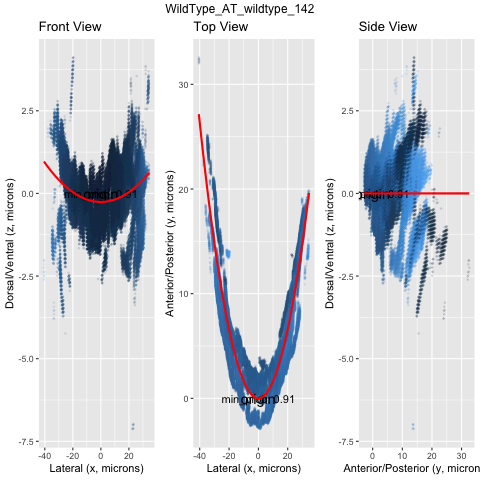 WildType_AT_wildtype_142
Front View
Top View
Side View
Dorsal/Ventral (z, microns)
2.5
0.0
-2.5
-5.0
-7.5
-40
-20
0
20
Lateral (x, microns)
Anterior/Posterior (y, microns)
30
20
10
0
-40
-20
0
20
Lateral (x, microns)
origin
0.91
Dorsal/Ventral (z, microns)
2.5
0.0
-2.5
-5.0
-7.5
0
10
20
30
Anterior/Posterior (y, micron